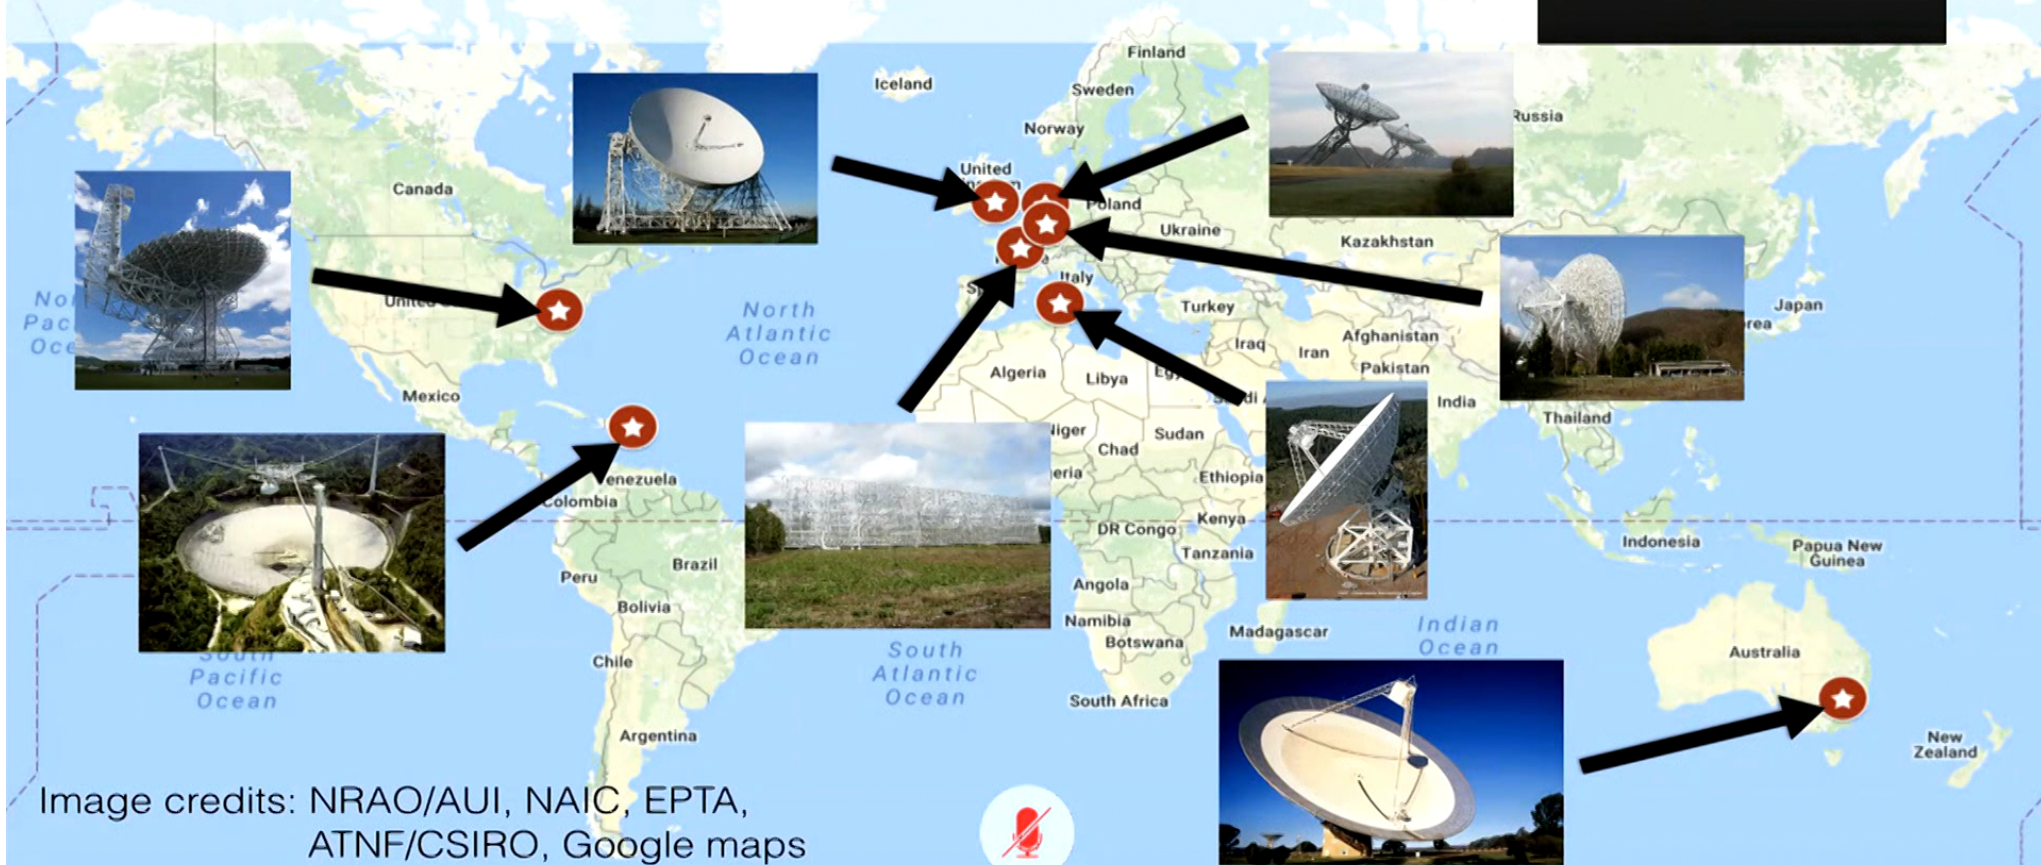 Finland
Iceland
Sweden
Russia
Norway
United
Canada
Poland
Ukraine
Kazakhstan
Italy
North
Atlantic
Ocean
Turkey
Japan
Afghanistan
Iraq
Iran
Pakistan
Algeria
Libya
Mexico
India
Thailand
Sudan
Chad
Ethiopia
Colombia
DR Congo
Kenya
Indonesia
Papua New
Guinea
Tanzania
Brazil
Peru
Angola
Bolivia
Namibia
Botswana
Madagascar
Indian
Ocean
Australia
South
Atlantic
Ocean
Chile
South
Pacific
Ocean
South Africa
Argentina
New
Zealand
Image credits: NRAO/AUI, NAIC, EPTA,
ATNF/CSIRO, Google maps